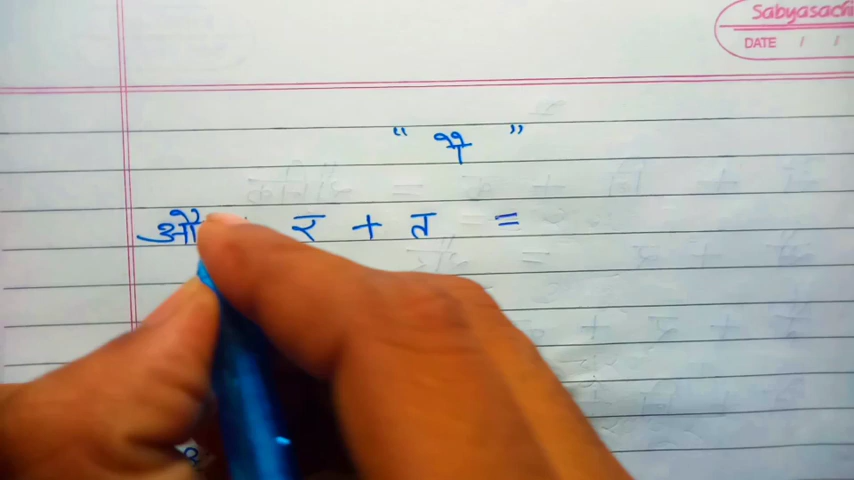 Sabyasachi
DATE / /
“ ौ ”
औ र + त =